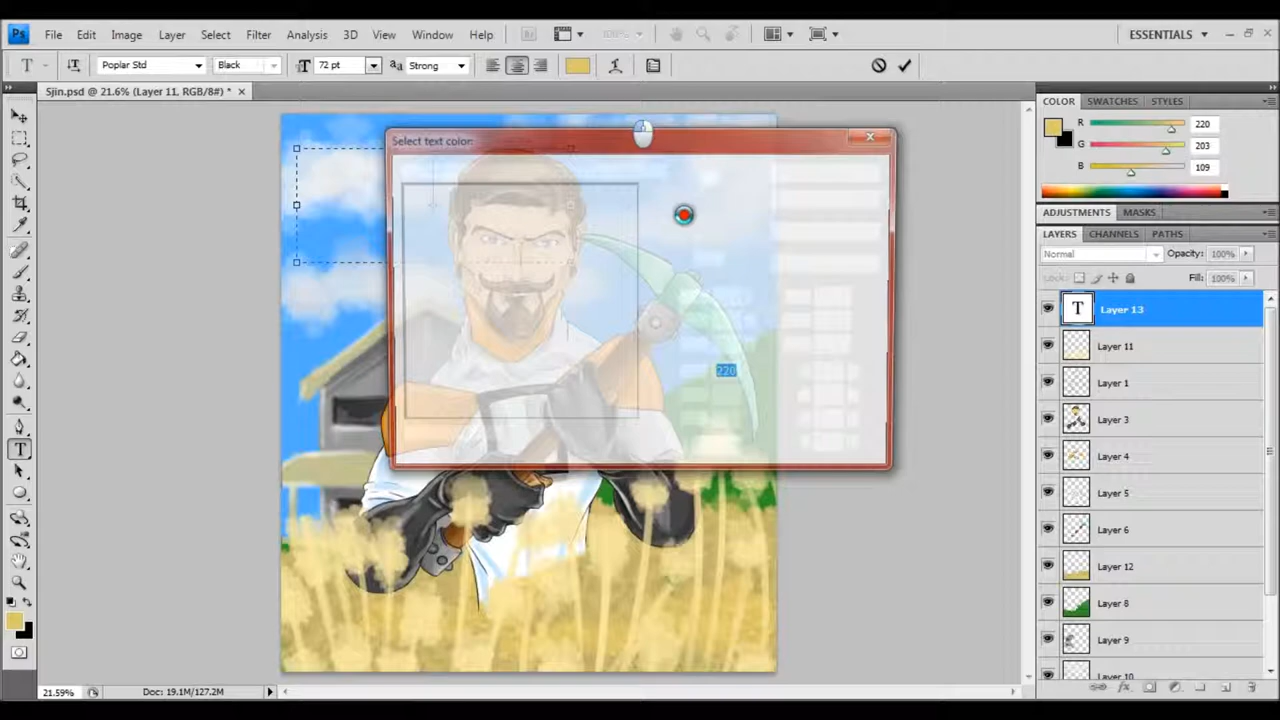 Ps File Edit Image Layer Select Filter Analysis 3D View Window Help Br 100% ESSENTIALS
T Poplar Std Black 72 pt Strong
Sjin.psd @ 21.6% (Layer 11, RGB/8#) *
COLOR SWATCHES STYLES
R 220
G 203
B 109
Select text color:
220
ADJUSTMENTS MASKS
LAYERS CHANNELS PATHS
Normal Opacity: 100%
Lock: Fill: 100%
T Layer 13
Layer 11
Layer 1
Layer 3
Layer 4
Layer 5
Layer 6
Layer 12
Layer 8
Layer 9
Layer 10
21.59% Doc: 19.1M/127.2M